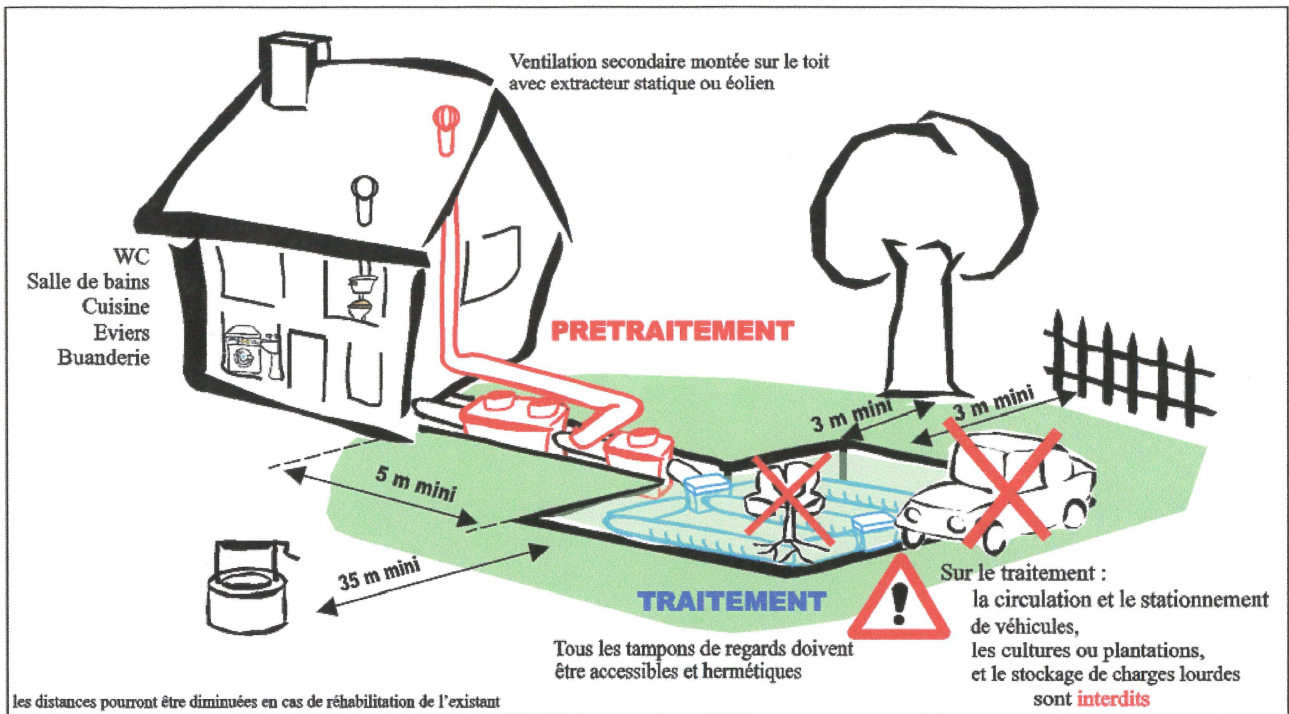 Ventilation secondaire montée sur le toit
avec extracteur statique ou éolien
WC
Salle de bains
Cuisine
Eviers
Buanderie
PRETRAITEMENT
3 m mini
3 m mini
5 m mini
35 m mini
TRAITEMENT
Tous les tampons de regards doivent
être accessibles et hermétiques
!
Sur le traitement :
la circulation et le stationnement
de véhicules,
les cultures ou plantations,
et le stockage de charges lourdes
sont interdits
les distances pourront être diminuées en cas de réhabilitation de l'existant